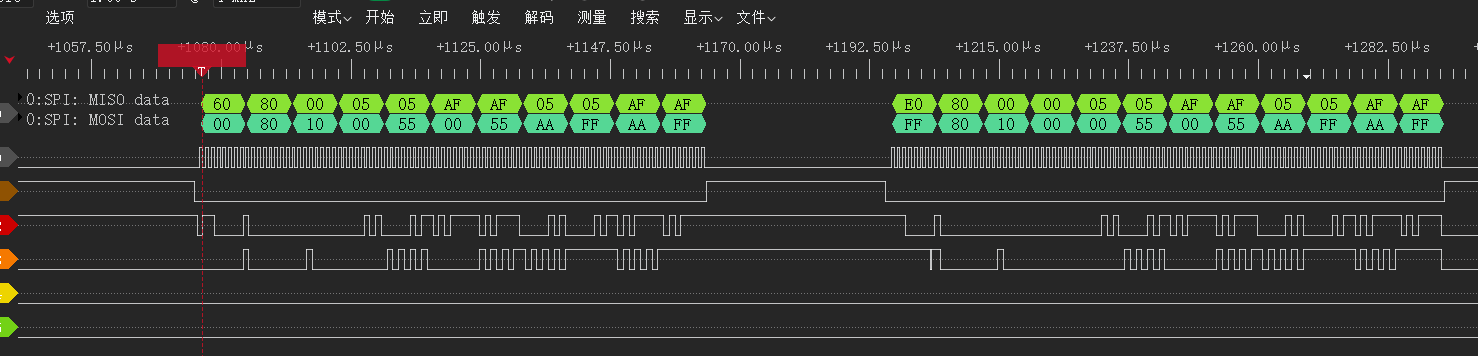 选项 模式 开始 立即 触发 解码 测量 搜索 显示 文件
+1057.50μs +1080.00μs +1102.50μs +1125.00μs +1147.50μs +1170.00μs +1192.50μs +1215.00μs +1237.50μs +1260.00μs +1282.50μs
T
0:SPI: MISO data 60 80 00 05 05 AF AF 05 05 AF AF E0 80 00 00 05 05 AF AF 05 05 AF AF
0:SPI: MOSI data 00 80 10 00 55 00 55 AA FF AA FF FF 80 10 00 00 55 00 55 AA FF AA FF